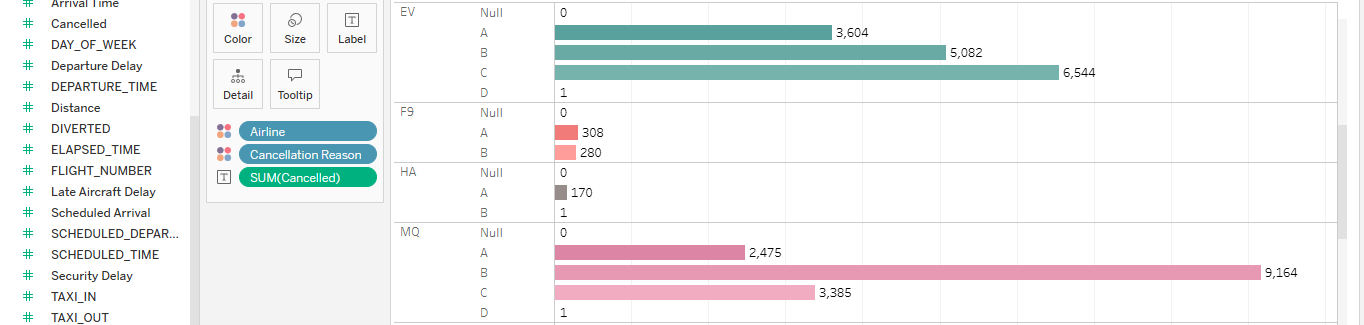 Arrival Time
Cancelled
DAY_OF_WEEK
Departure Delay
DEPARTURE_TIME
Distance
DIVERTED
ELAPSED_TIME
FLIGHT_NUMBER
Late Aircraft Delay
Scheduled Arrival
SCHEDULED_DEPAR...
SCHEDULED_TIME
Security Delay
TAXI_IN
TAXI_OUT
Color Size Label
Detail Tooltip
Airline
Cancellation Reason
SUM(Cancelled)
EV Null 0
A 3,604
B 5,082
C 6,544
D 1
F9 Null 0
A 308
B 280
HA Null 0
A 170
B 1
MQ Null 0
A 2,475
B 9,164
C 3,385
D 1